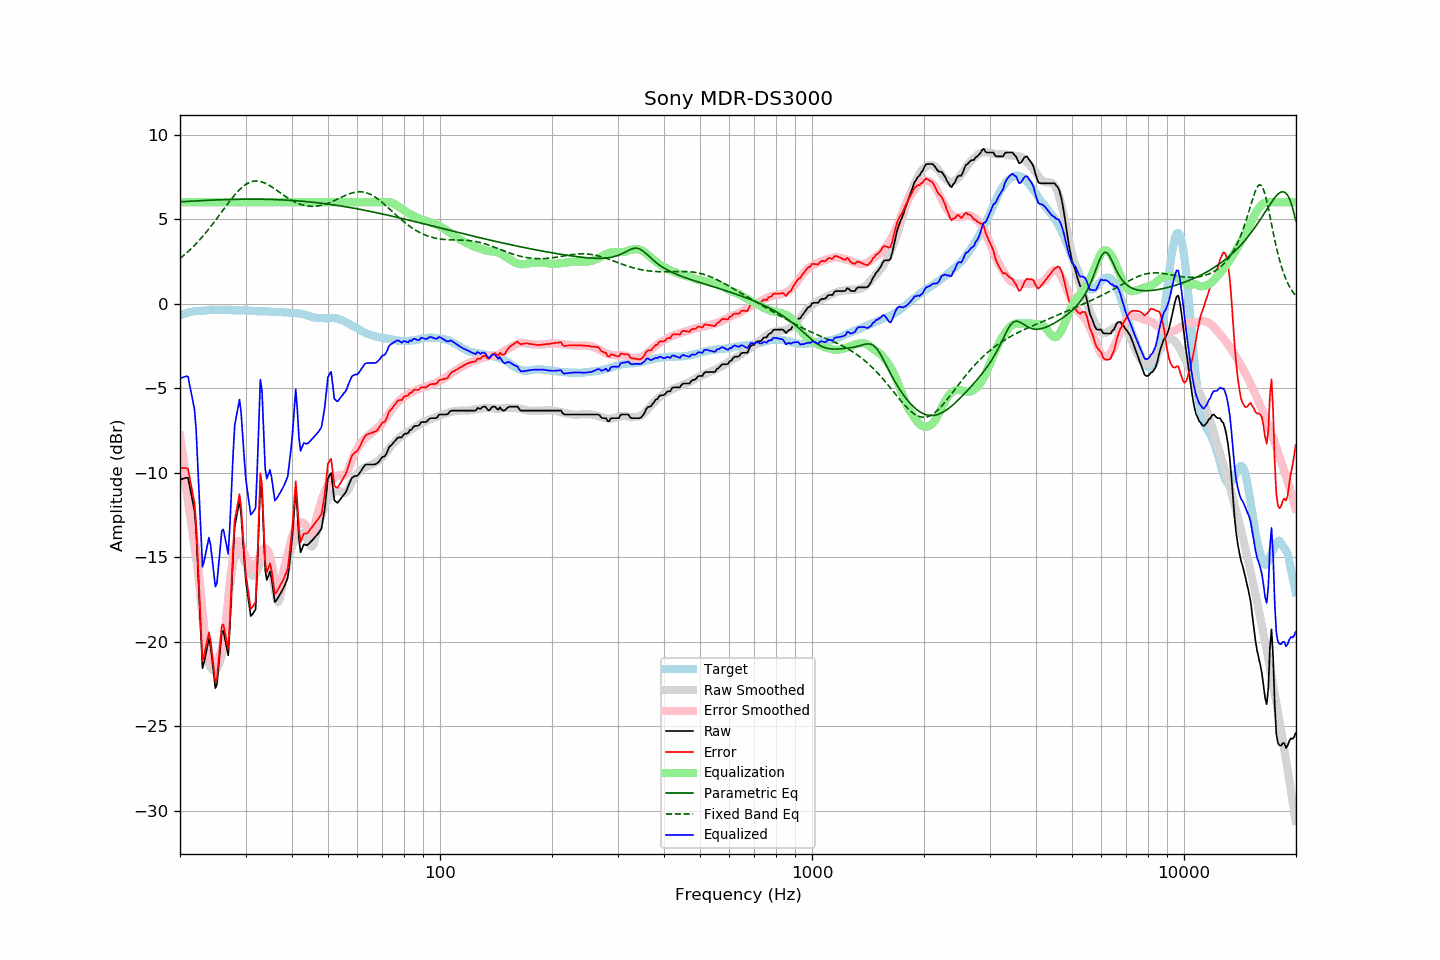 Sony MDR-DS3000
10
5
0
−5
−10
−15
−20
−25
−30
Amplitude (dBr)
Target
Raw Smoothed
Error Smoothed
Raw
Error
Equalization
Parametric Eq
Fixed Band Eq
Equalized
100
1000
10000
Frequency (Hz)